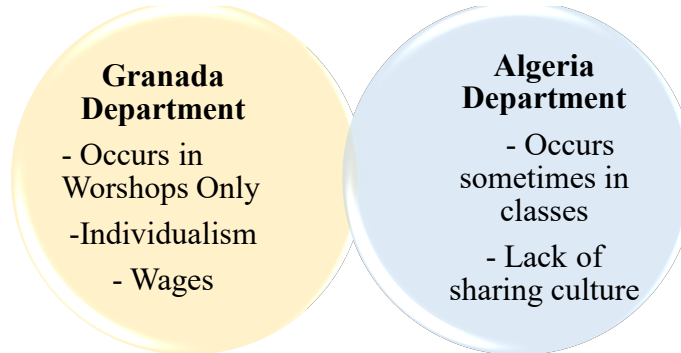 Granada
Department
- Occurs in
Worshops Only
-Individualism
- Wages
Algeria
Department
- Occurs
sometimes in
classes
- Lack of
sharing culture